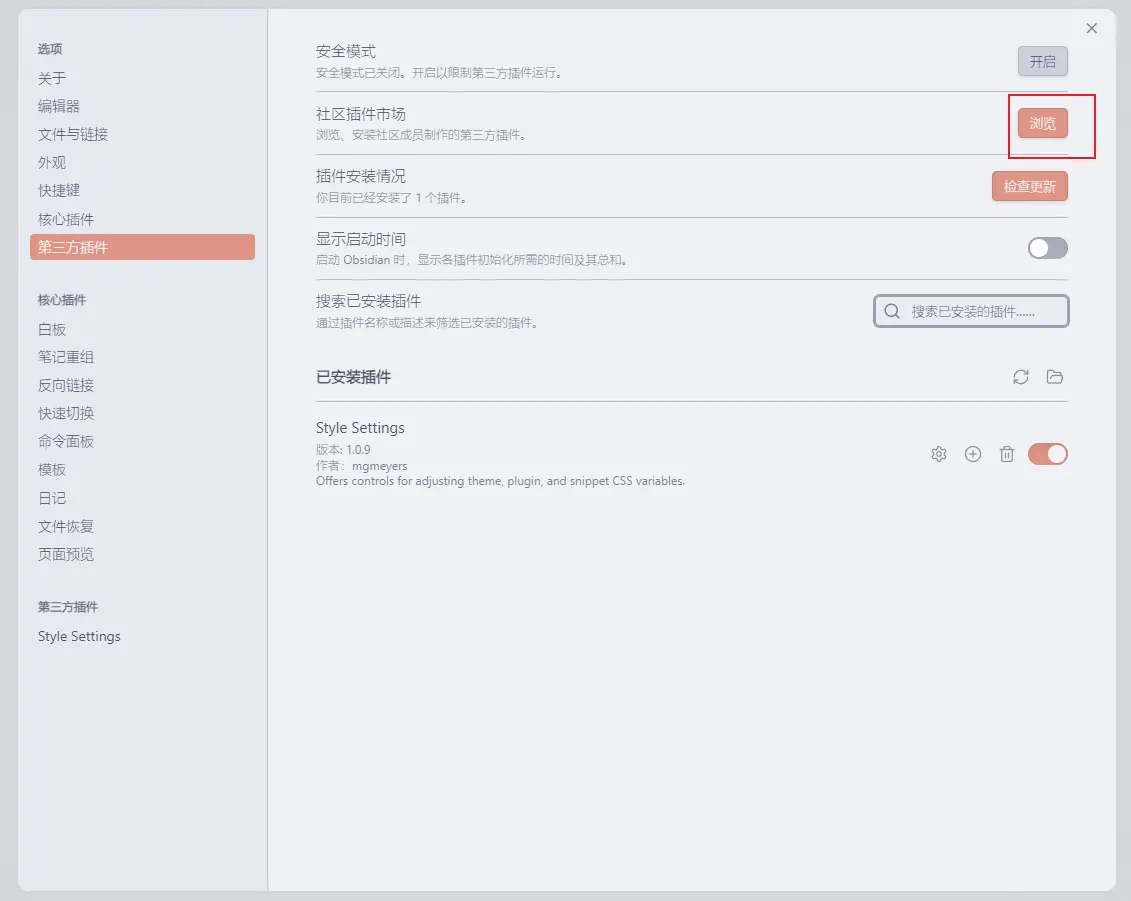 选项
关于
编辑器
文件与链接
外观
快捷键
核心插件
第三方插件
核心插件
白板
笔记重组
反向链接
快速切换
命令面板
模板
日记
文件恢复
页面预览
第三方插件
Style Settings
安全模式
安全模式已关闭。开启以限制第三方插件运行。
开启
社区插件市场
浏览、安装社区成员制作的第三方插件。
浏览
插件安装情况
你目前已经安装了 1 个插件。
检查更新
显示启动时间
启动 Obsidian 时，显示各插件初始化所需的时间及其总和。
搜索已安装插件
通过插件名称或描述来筛选已安装的插件。
搜索已安装的插件......
已安装插件
Style Settings
版本: 1.0.9
作者： mgmeyers
Offers controls for adjusting theme, plugin, and snippet CSS variables.